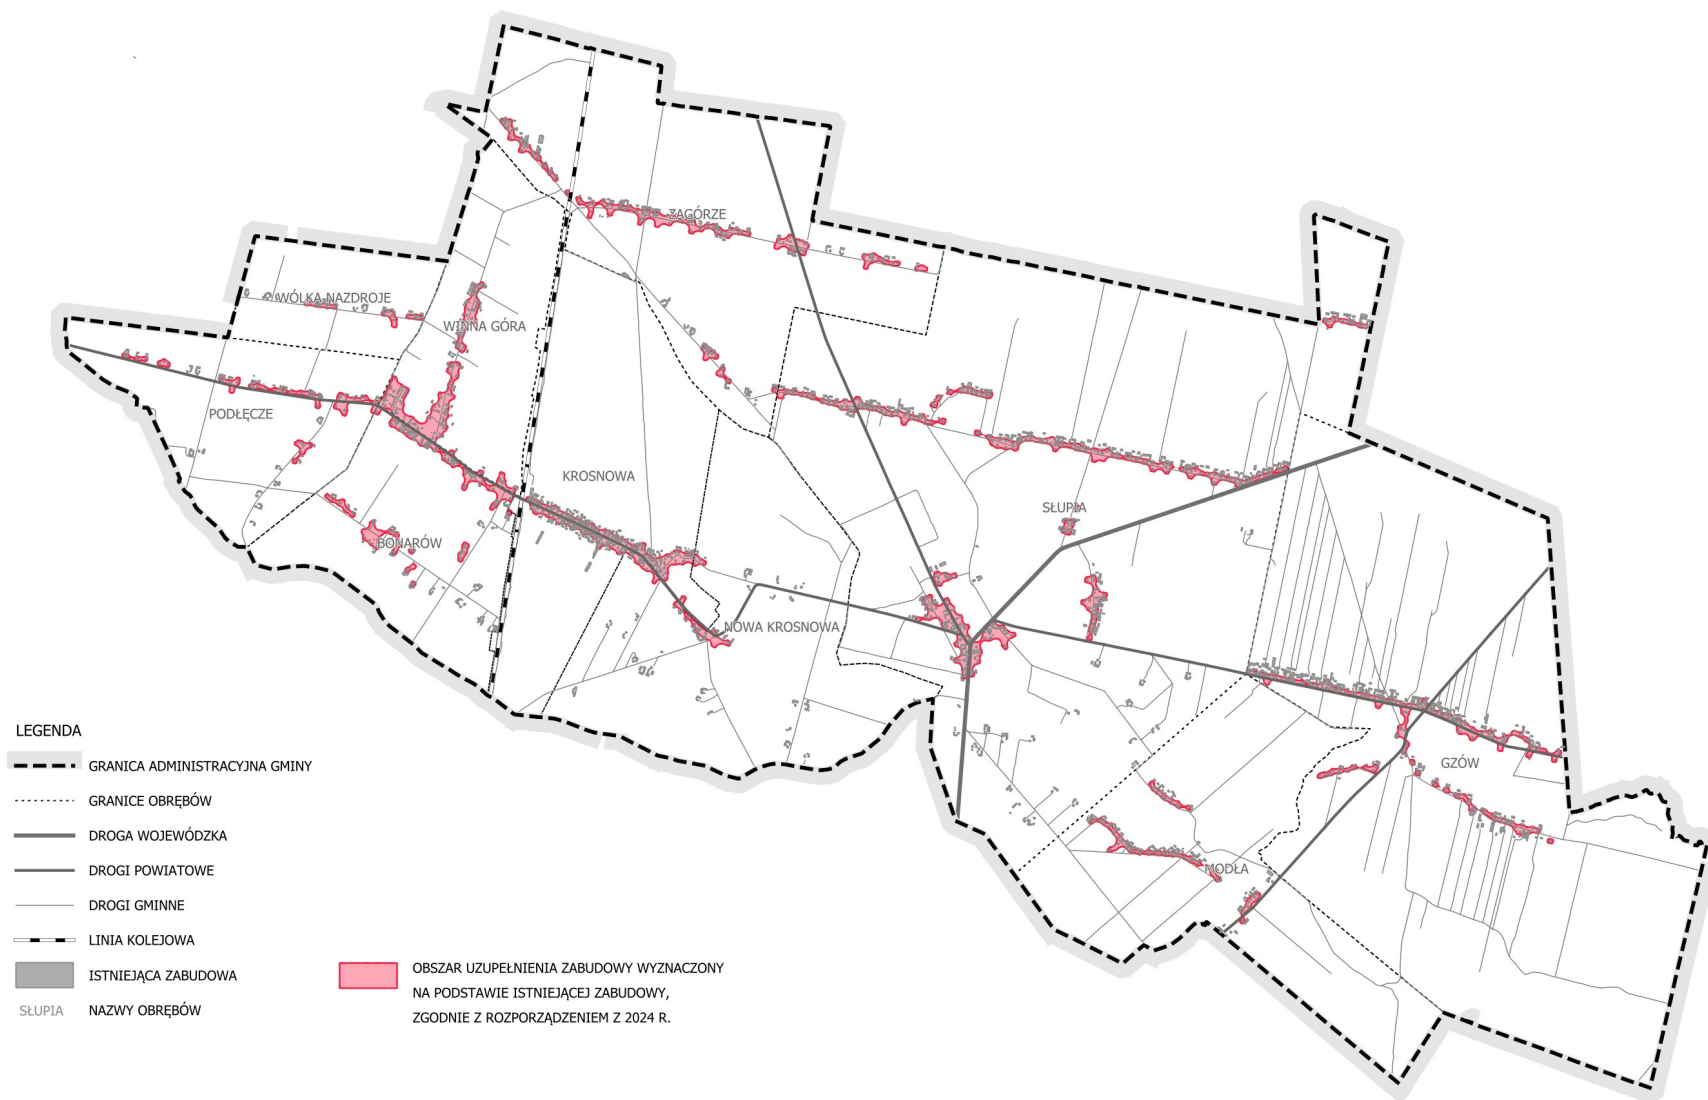 ZAGÓRZE
WÓLKA NAZDROJE
WINNA GÓRA
PODŁĘCZE
KROSNOWA
SŁUPIA
BONARÓW
NOWA KROSNOWA
GZÓW
MODŁA
LEGENDA
GRANICA ADMINISTRACYJNA GMINY
GRANICE OBRĘBÓW
DROGA WOJEWÓDZKA
DROGI POWIATOWE
DROGI GMINNE
LINIA KOLEJOWA
ISTNIEJĄCA ZABUDOWA
SŁUPIA NAZWY OBRĘBÓW
OBSZAR UZUPEŁNIENIA ZABUDOWY WYZNACZONY
NA PODSTAWIE ISTNIEJĄCEJ ZABUDOWY,
ZGODNIE Z ROZPORZĄDZENIEM Z 2024 R.